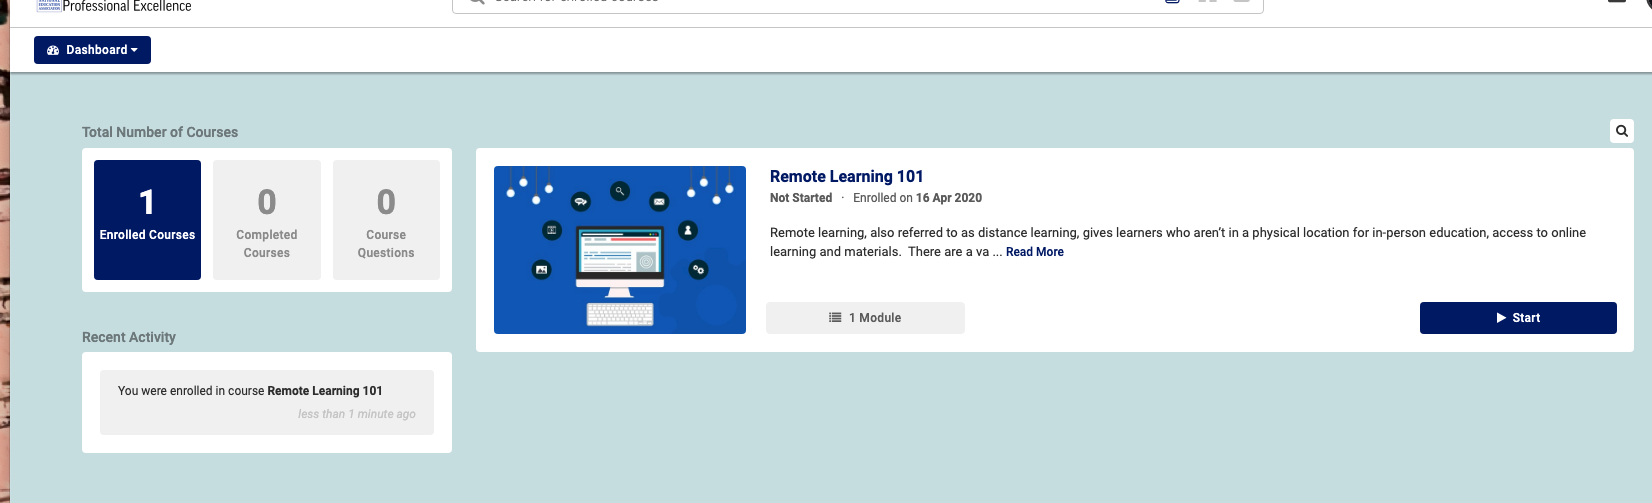 Professional Excellence
Dashboard
Total Number of Courses
1
Enrolled Courses
0
Completed
Courses
0
Course
Questions
Remote Learning 101
Not Started · Enrolled on 16 Apr 2020
Remote learning, also referred to as distance learning, gives learners who aren't in a physical location for in-person education, access to online
learning and materials. There are a va ... Read More
1 Module
Start
Recent Activity
You were enrolled in course Remote Learning 101
less than 1 minute ago